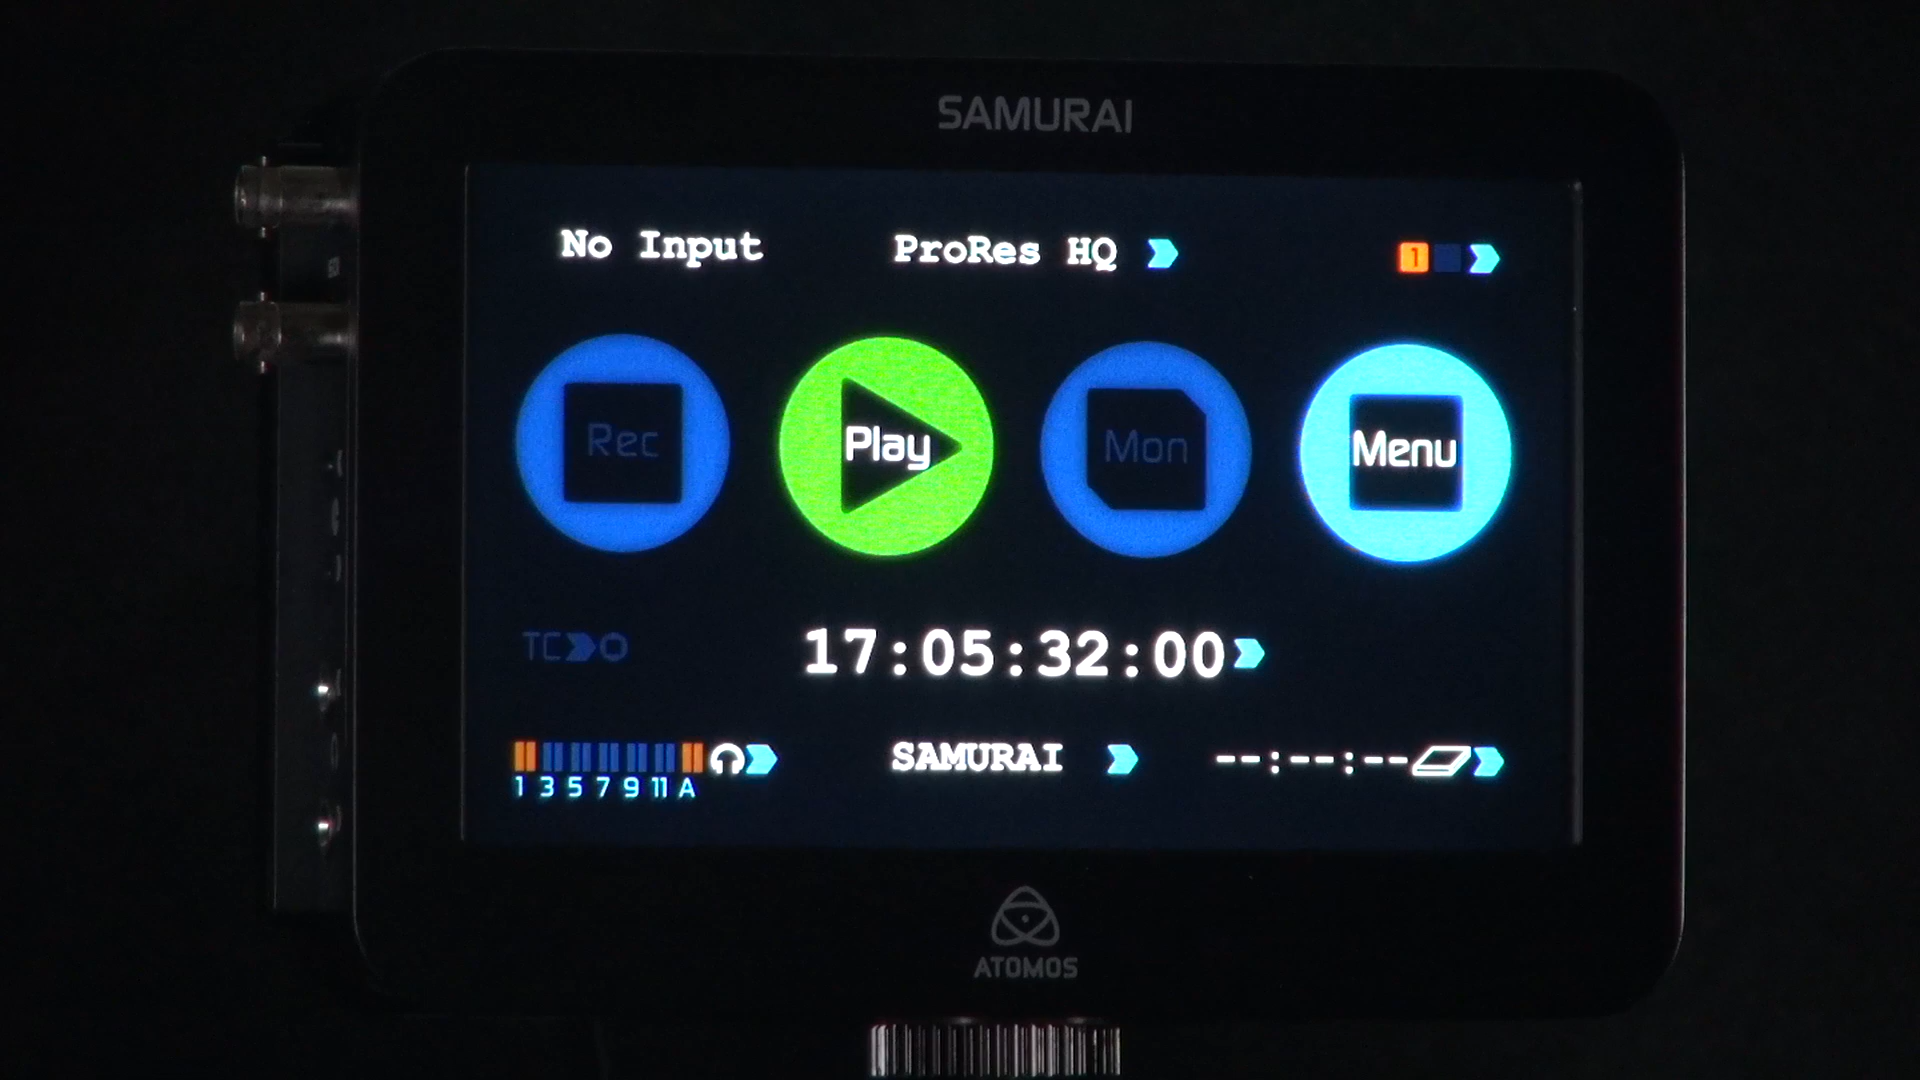 SAMURAI
No Input ProRes HQ 1
Rec Play Mon Menu
TC 17:05:32:00
SAMURAI --:--:--
1 3 5 7 9 11 A
ATOMOS